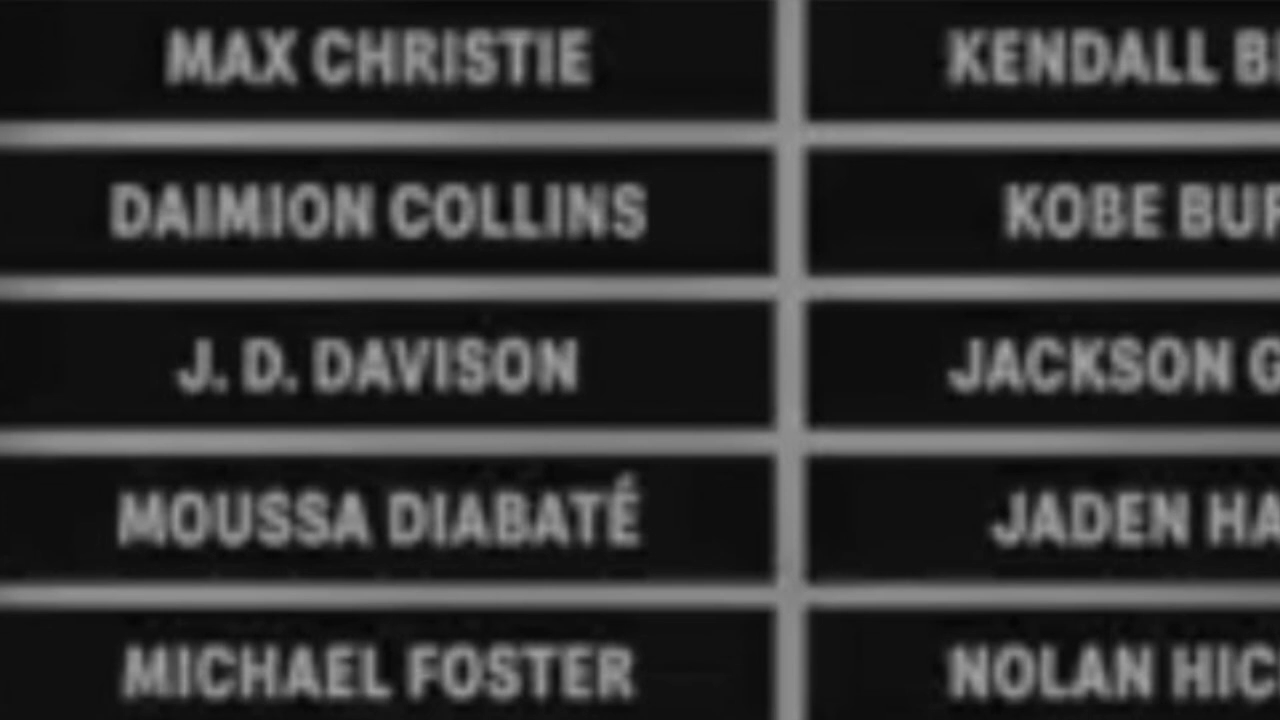 MAX CHRISTIE
KENDALL
DAIMION COLLINS
KOBE
J. D. DAVISON
JACKSON
MOUSSA DIABATÉ
JADEN
MICHAEL FOSTER
NOLAN